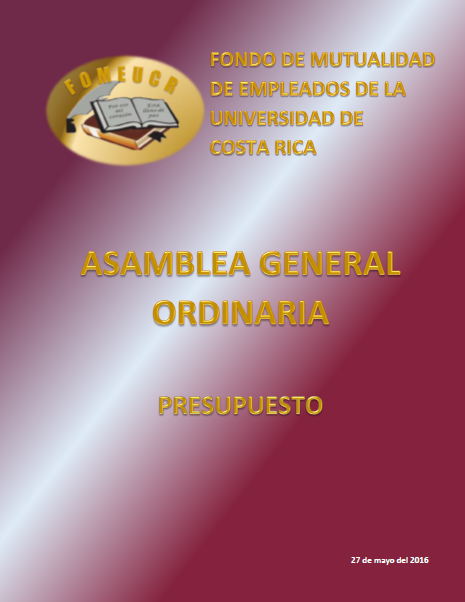 FOMEUCR
FONDO DE MUTUALIDAD
DE EMPLEADOS DE LA
UNIVERSIDAD DE
COSTA RICA
ASAMBLEA GENERAL
ORDINARIA
PRESUPUESTO
27 de mayo del 2016